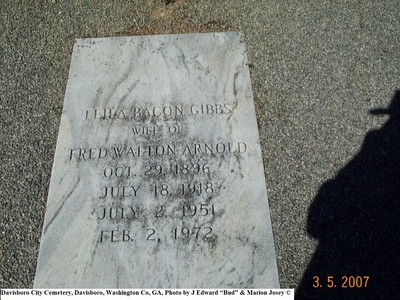 LEILA BACON GIBBS
WIFE OF
FRED WALTON ARNOLD
OCT. 29, 1896
JULY 18, 1918
JULY 2, 1951
FEB. 2, 1972
3. 5. 2007
Davisboro City Cemetery, Davisboro, Washington Co, GA, Photo by J Edward “Bud” & Marion Josey ©